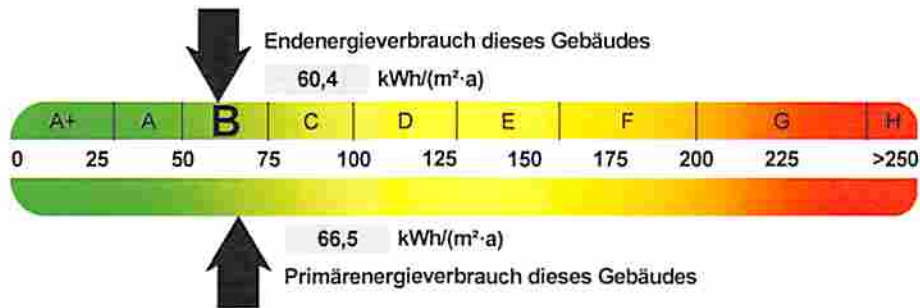 Endenergieverbrauch dieses Gebäudes
60,4 kWh/(m²·a)
A+ A B C D E F G H
0 25 50 75 100 125 150 175 200 225 >250
66,5 kWh/(m²·a)
Primärenergieverbrauch dieses Gebäudes